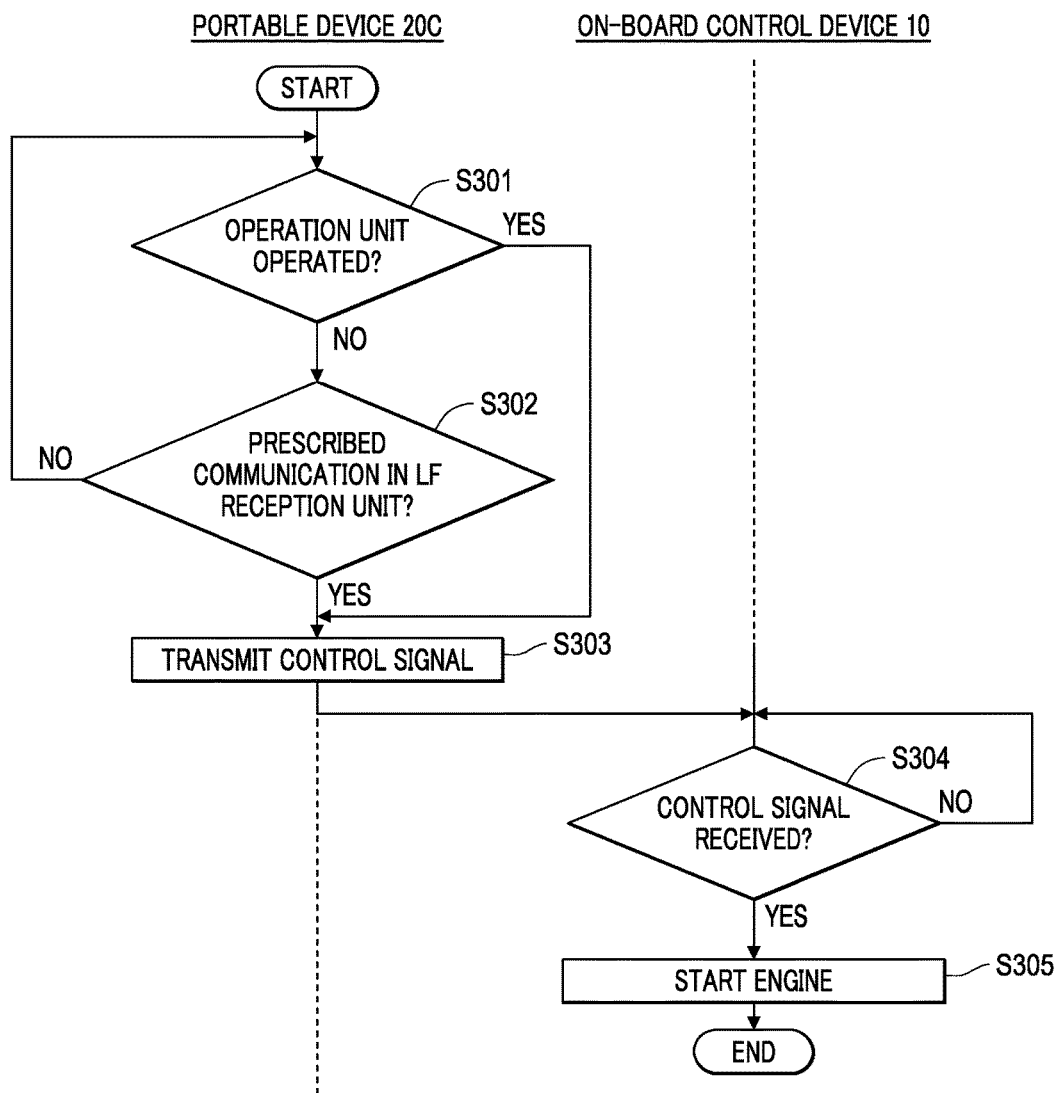 PORTABLE DEVICE 20C
ON-BOARD CONTROL DEVICE 10
START
S301
OPERATION UNIT
OPERATED?
YES
NO
S302
PRESCRIBED
COMMUNICATION IN LF
RECEPTION UNIT?
NO
YES
S303
TRANSMIT CONTROL SIGNAL
S304
CONTROL SIGNAL
RECEIVED?
NO
YES
S305
START ENGINE
END